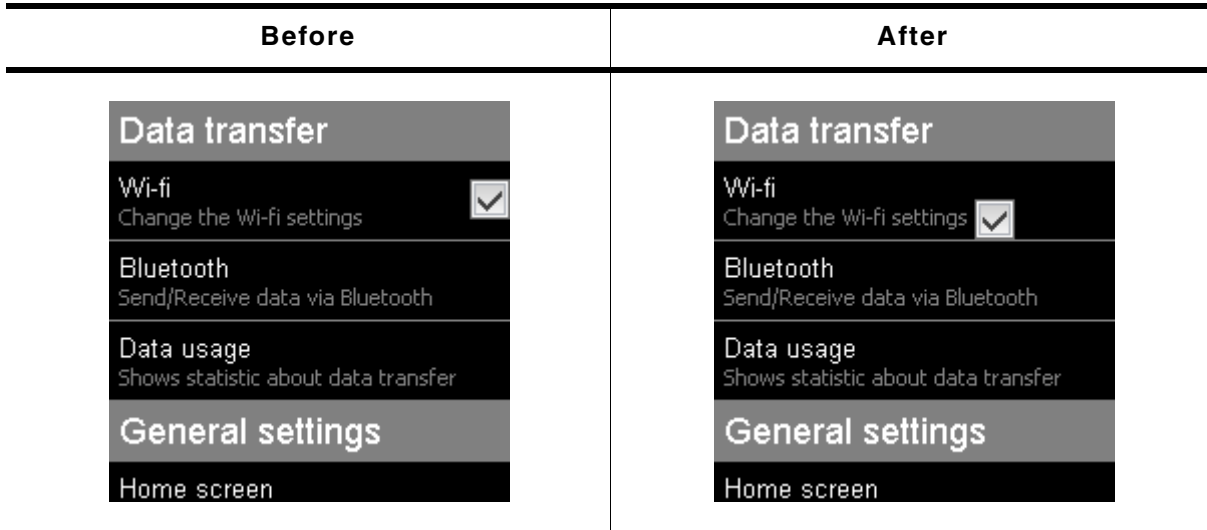 Before
After
Data transfer
Wi-fi
Change the Wi-fi settings
Bluetooth
Send/Receive data via Bluetooth
Data usage
Shows statistic about data transfer
General settings
Home screen
Data transfer
Wi-fi
Change the Wi-fi settings
Bluetooth
Send/Receive data via Bluetooth
Data usage
Shows statistic about data transfer
General settings
Home screen